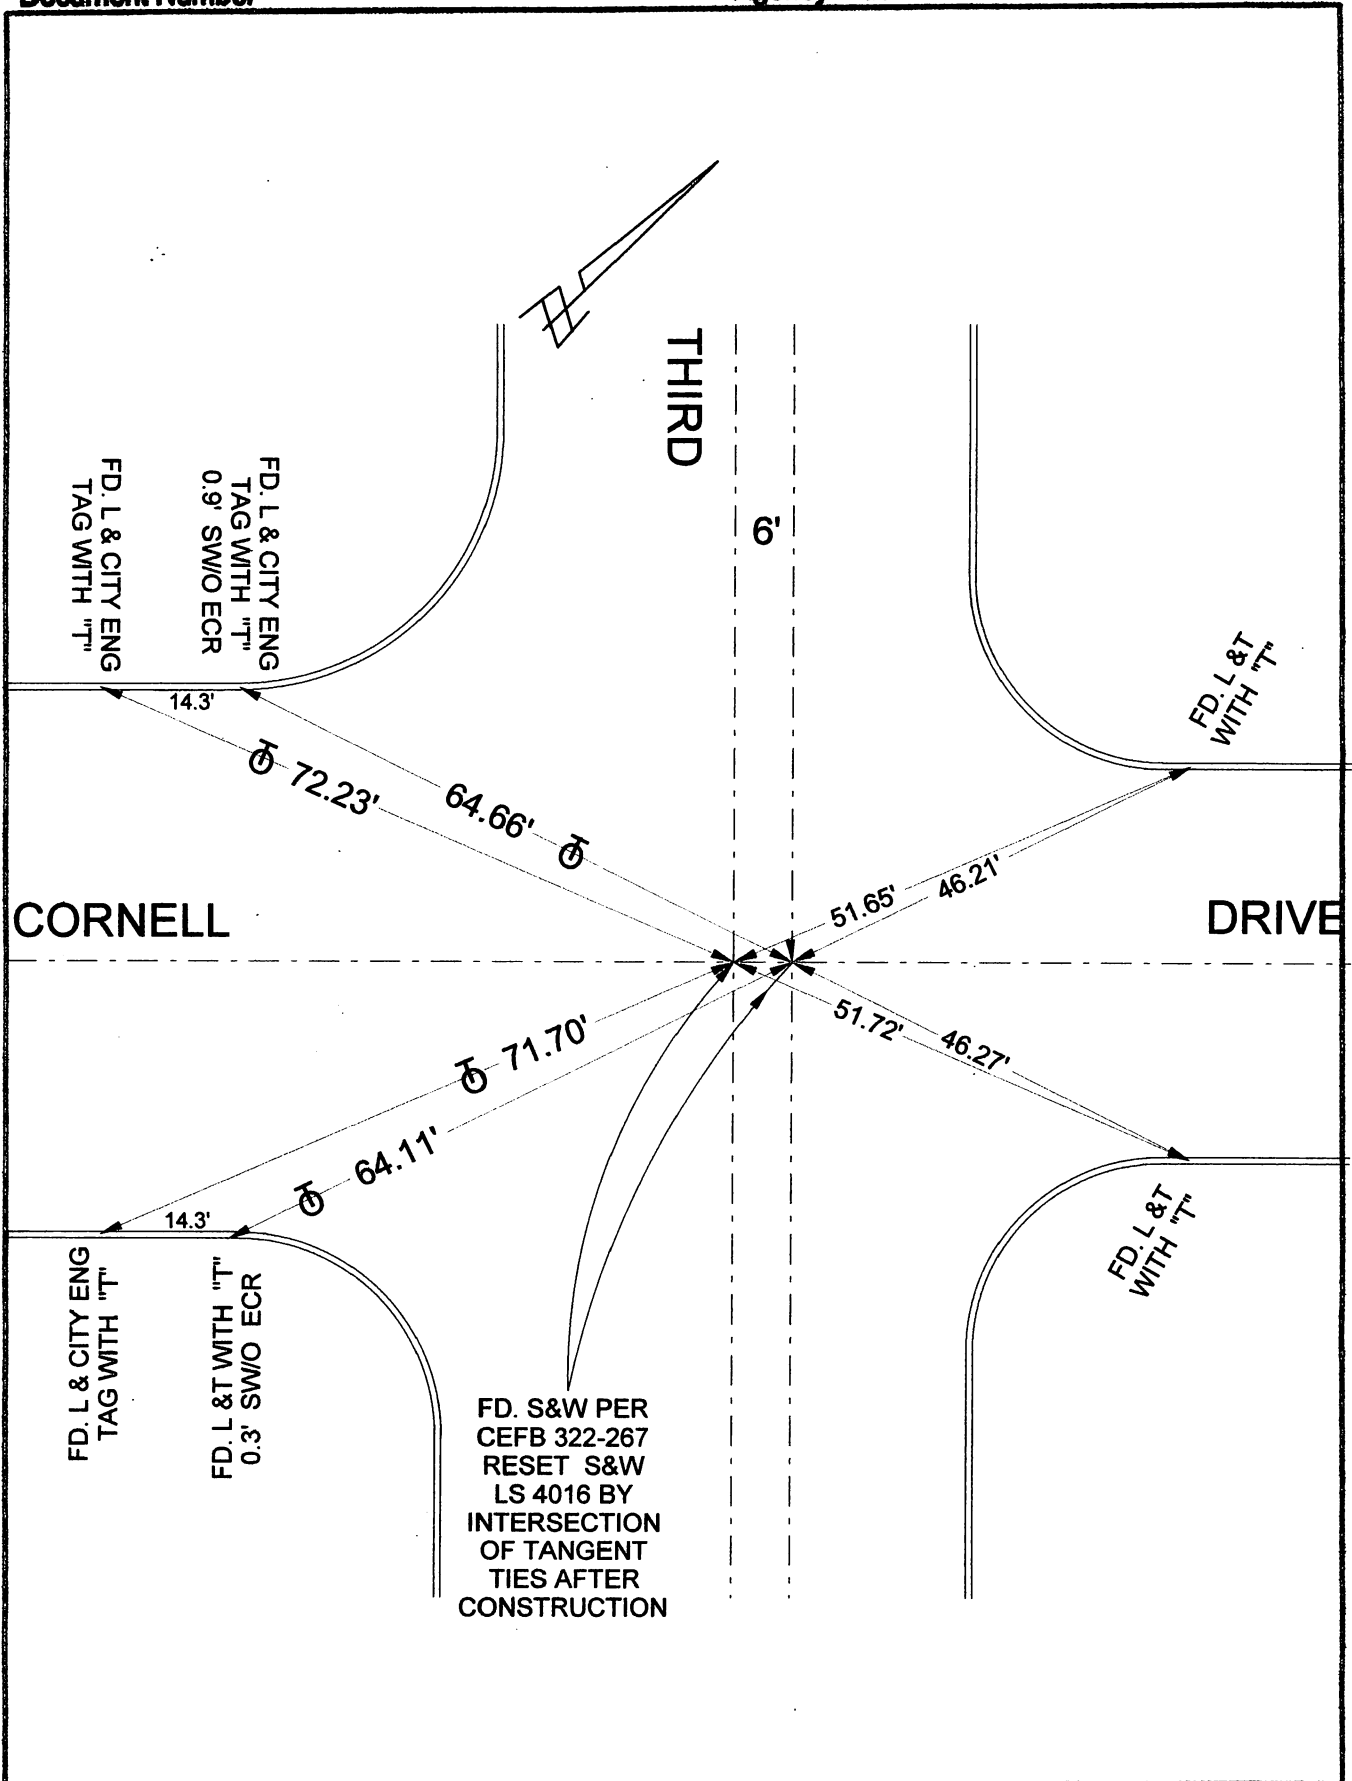 Document Number
THIRD
6'
FD. L & CITY ENG
TAG WITH "T"
FD. L & CITY ENG
TAG WITH "T"
0.9' SW/O ECR
FD. L &T
WITH "T"
14.3'
72.23'
64.66'
51.65'
46.21'
CORNELL
DRIVE
51.72'
46.27'
71.70'
64.11'
14.3'
FD. L & CITY ENG
TAG WITH "T"
FD. L &T WITH "T"
0.3' SW/O ECR
FD. L &T
WITH "T"
FD. S&W PER
CEFB 322-267
RESET S&W
LS 4016 BY
INTERSECTION
OF TANGENT
TIES AFTER
CONSTRUCTION